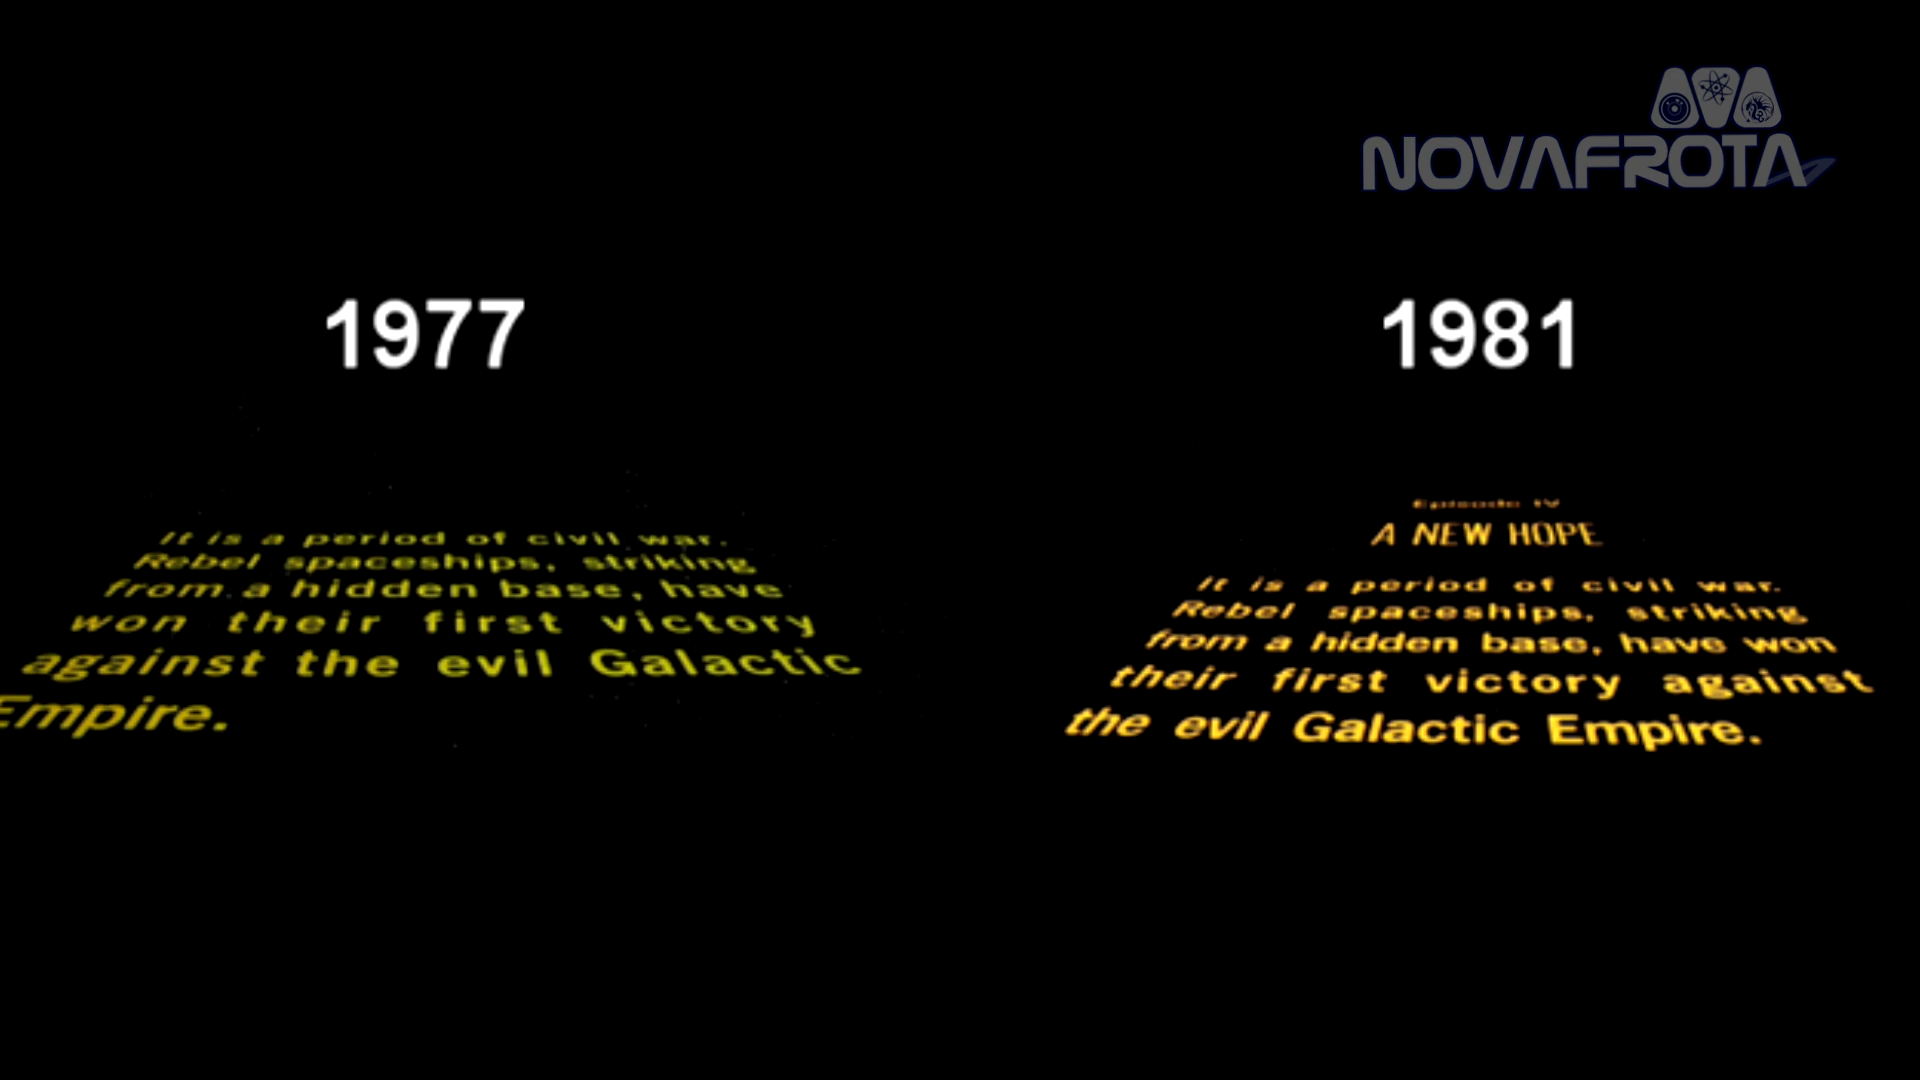 NOVAFROTA
1977
It is a period of civil war.
Rebel spaceships, striking
from a hidden base, have
won their first victory
against the evil Galactic
Empire.
1981
Episode IV
A NEW HOPE
It is a period of civil war.
Rebel spaceships, striking
from a hidden base, have won
their first victory against
the evil Galactic Empire.